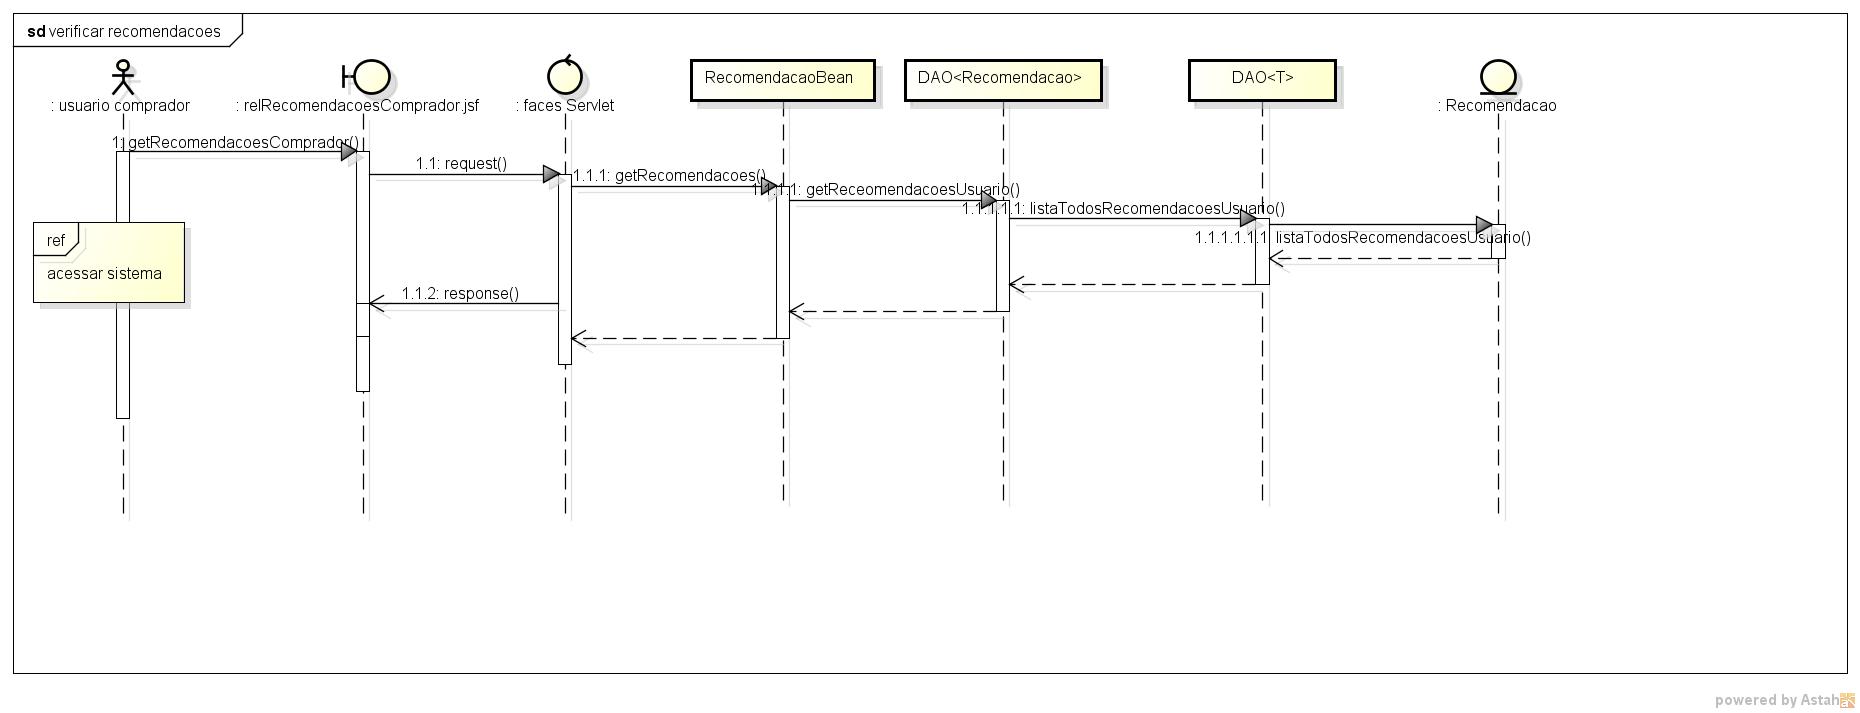 sd verificar recomendacoes
: usuario comprador
: relRecomendacoesComprador.jsf
: faces Servlet
RecomendacaoBean
DAO<Recomendacao>
DAO<T>
: Recomendacao
1: getRecomendacoesComprador()
1.1: request()
1.1.1: getRecomendacoes()
1.1.1.1: getReceomendacoesUsuario()
1.1.1.1.1: listaTodosRecomendacoesUsuario()
1.1.1.1.1.1: listaTodosRecomendacoesUsuario()
ref
acessar sistema
1.1.2: response()
powered by Astah